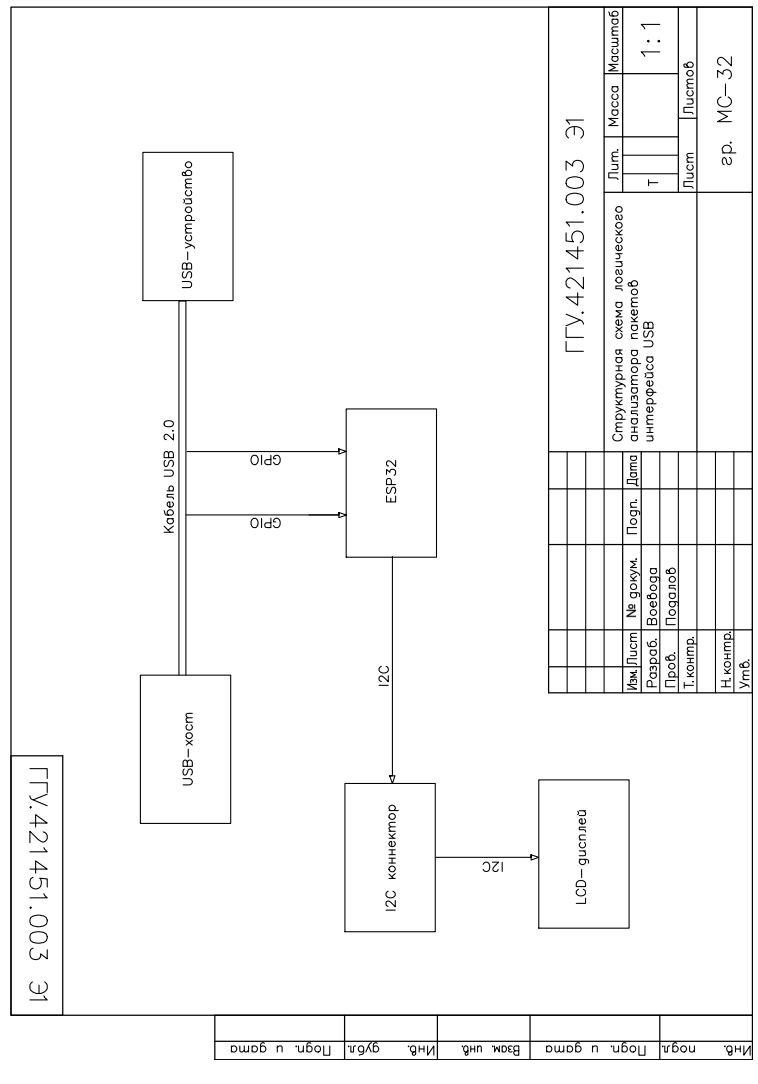 ГГУ.421451.003 Э1
USB-хост
Кабель USB 2.0
USB-устройство
GPIO
GPIO
ESP32
I2C
I2C коннектор
I2C
LCD-дисплей
ГГУ.421451.003 Э1
Структурная схема логического
анализатора пакетов
интерфейса USB
Лит. Масса Масштаб
Т 1:1
Лист Листов
гр. МС-32
Изм. Лист № докум. Подп. Дата
Разраб. Воевода
Пров. Подалов
Т. контр.
Н. контр.
Утв.
Подп. и дата
Инв. дубл.
Взам. инв.
Подп. и дата
Инв. подл